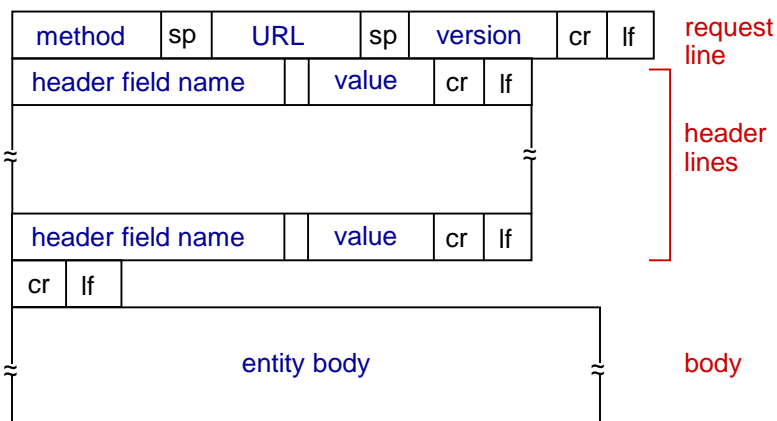 method sp URL sp version cr lf
request
line
header field name value cr lf
header
lines
≈ ≈
header field name value cr lf
cr lf
≈ entity body ≈
body